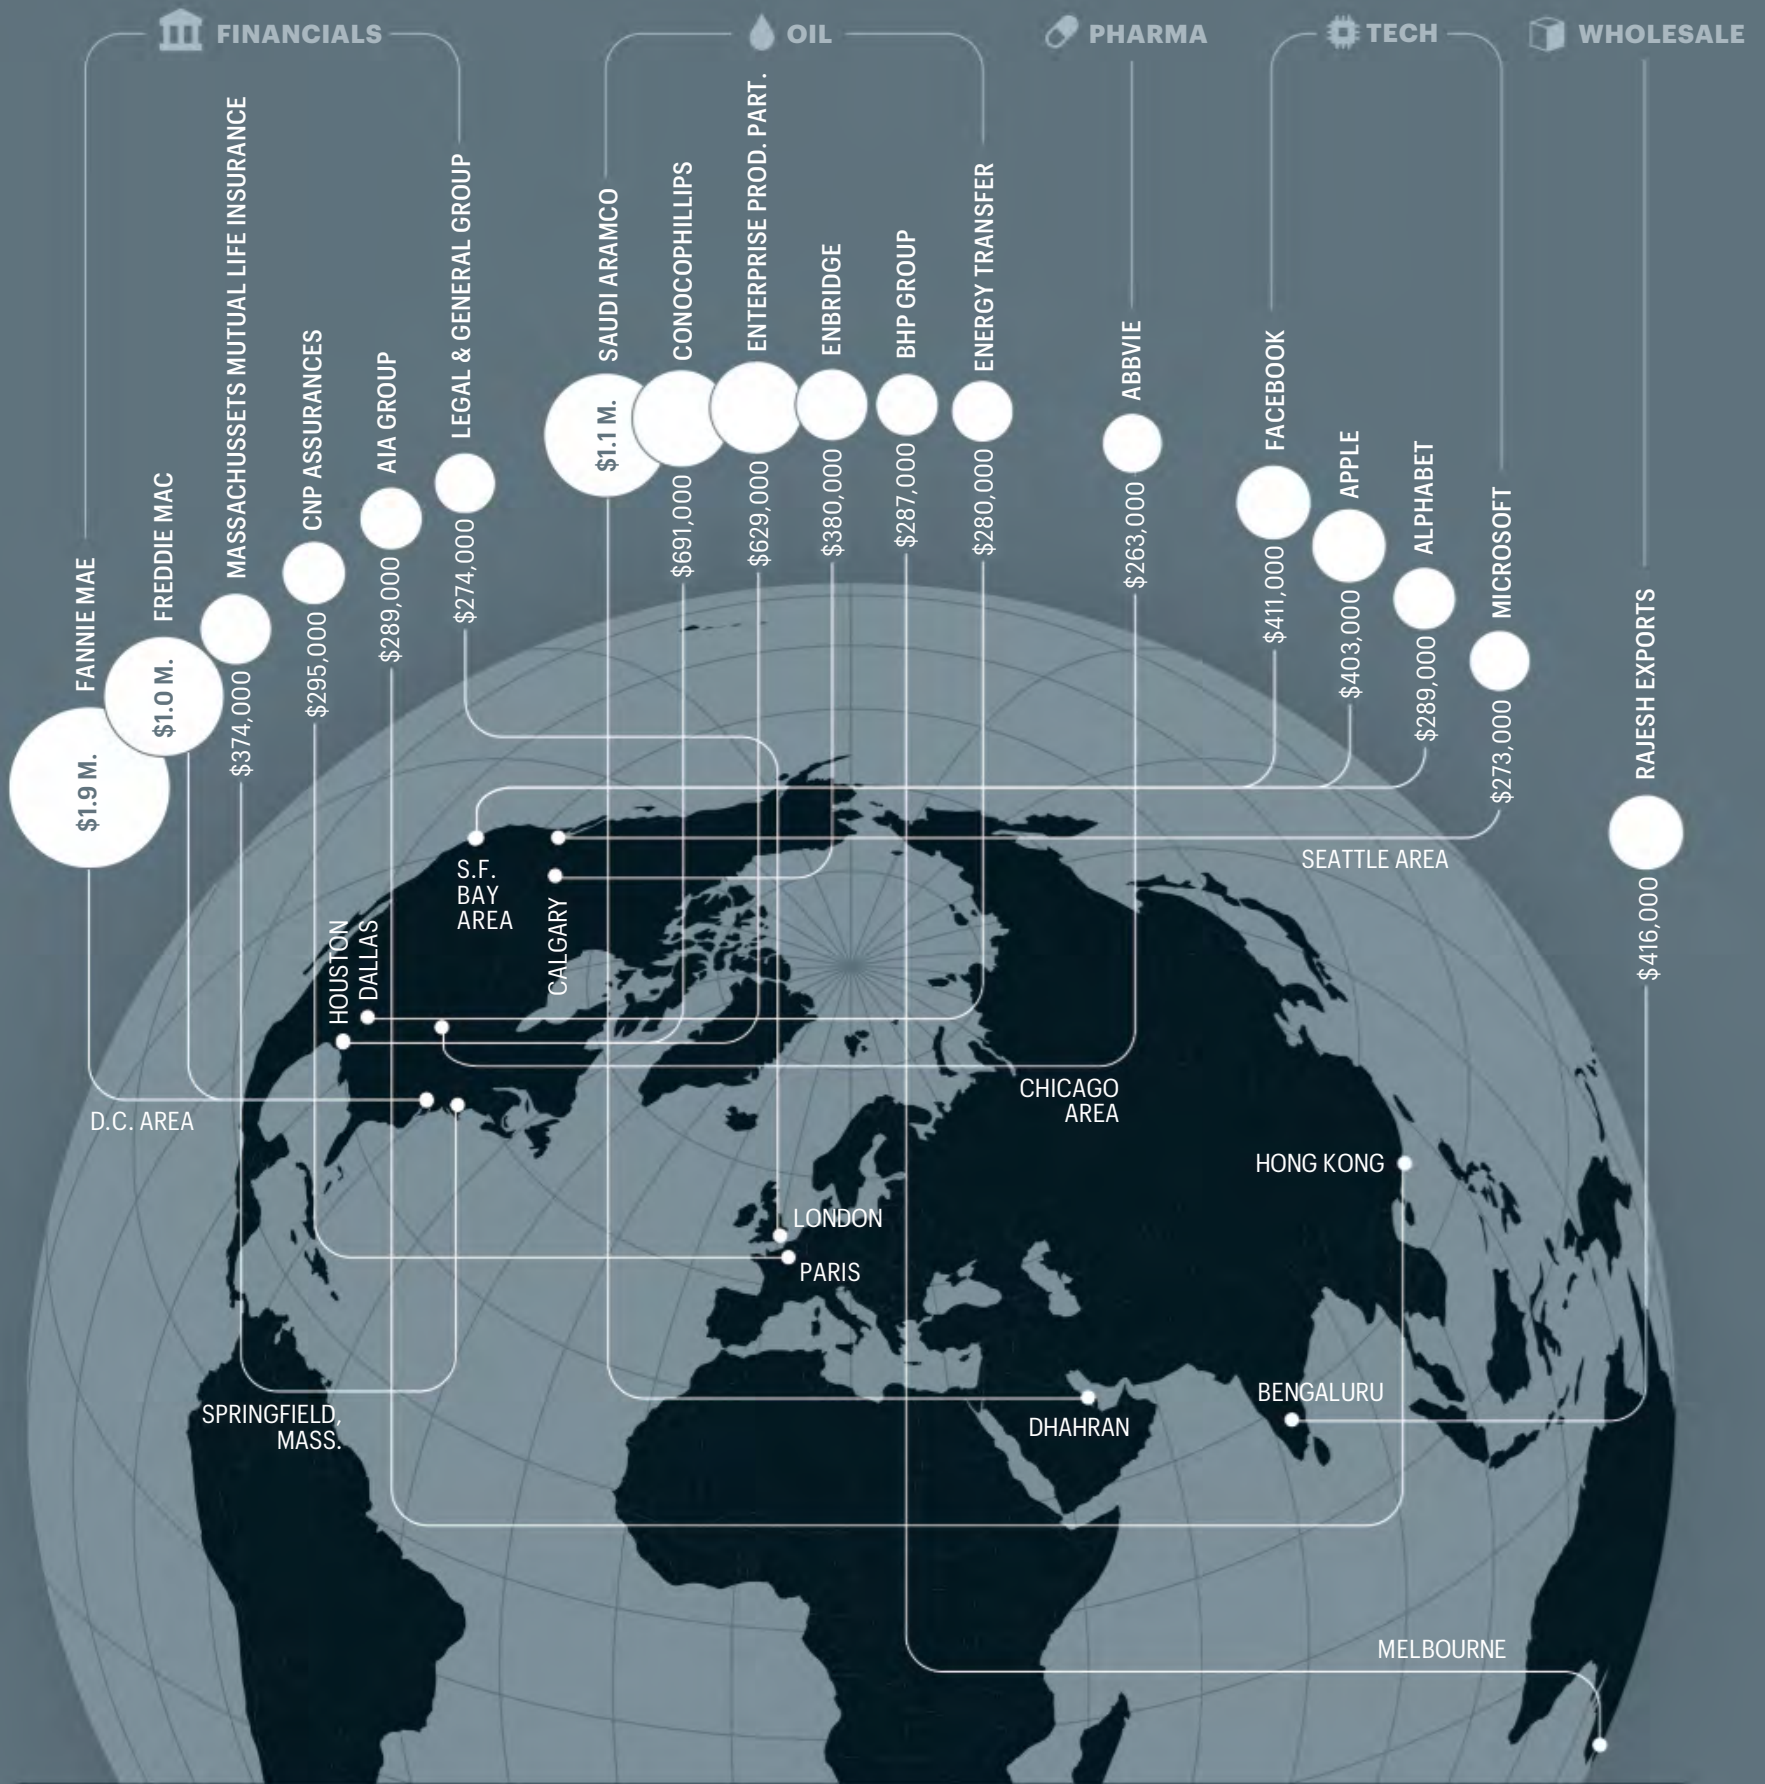 FINANCIALS
OIL
PHARMA
TECH
WHOLESALE
FANNIE MAE
$1.9 M.
FREDDIE MAC
$1.0 M.
MASSACHUSSETS MUTUAL LIFE INSURANCE
$374,000
CNP ASSURANCES
$295,000
AIA GROUP
$289,000
LEGAL & GENERAL GROUP
$274,000
SAUDI ARAMCO
$1.1 M.
CONOCOPHILLIPS
$691,000
ENTERPRISE PROD. PART.
$629,000
ENBRIDGE
$380,000
BHP GROUP
$287,000
ENERGY TRANSFER
$280,000
ABBVIE
$263,000
FACEBOOK
$411,000
APPLE
$403,000
ALPHABET
$289,000
MICROSOFT
$273,000
RAJESH EXPORTS
$416,000
SEATTLE AREA
S.F.
BAY
AREA
CALGARY
HOUSTON
DALLAS
D.C. AREA
CHICAGO
AREA
HONG KONG
LONDON
PARIS
SPRINGFIELD,
MASS.
DHAHRAN
BENGALURU
MELBOURNE